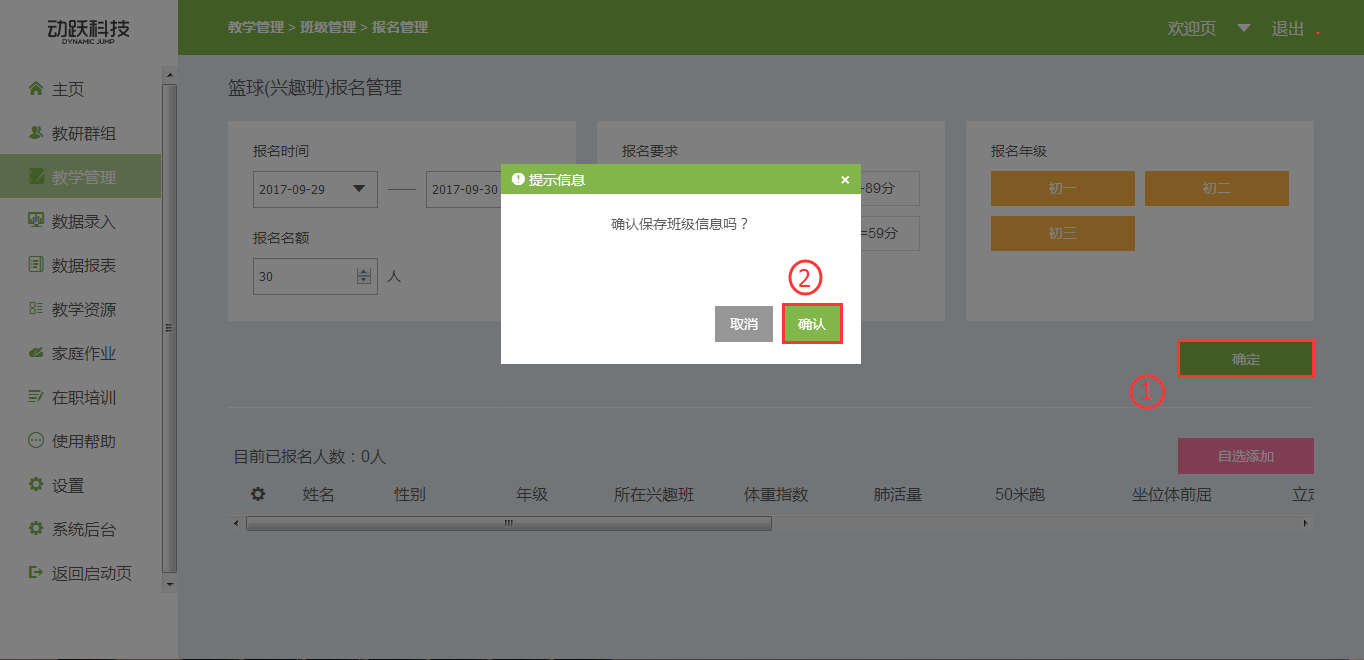 动跃科技
DYNAMIC JUMP
教学管理 > 班级管理 > 报名管理
欢迎页
退出
主页
教研群组
教学管理
数据录入
数据报表
教学资源
家庭作业
在职培训
使用帮助
设置
系统后台
返回启动页
篮球(兴趣班)报名管理
报名时间
2017-09-29
2017-09-30
报名名额
30
人
报名要求
-89分
=59分
报名年级
初一
初二
初三
提示信息
×
确认保存班级信息吗？
②
取消
确认
确定
①
目前已报名人数：0人
自选添加
姓名
性别
年级
所在兴趣班
体重指数
肺活量
50米跑
坐位体前屈
立定